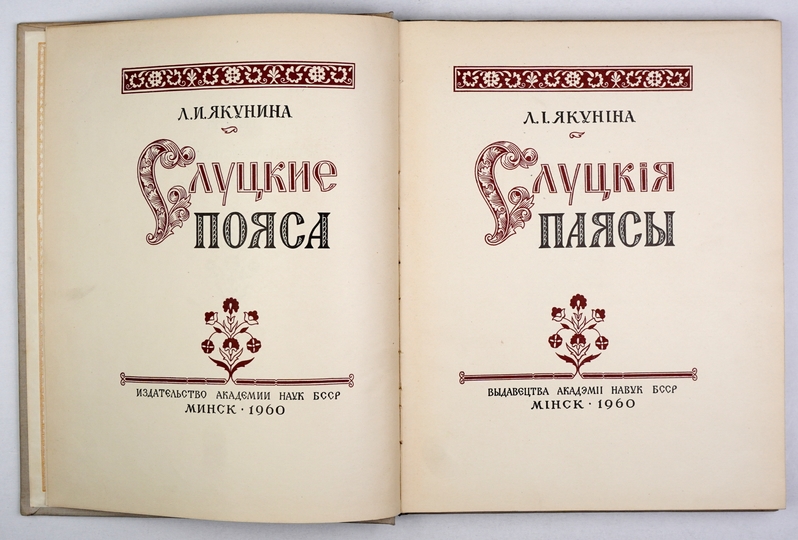 Л.И.ЯКУНИНА
Слуцкие
ПОЯСА
ИЗДАТЕЛЬСТВО АКАДЕМИИ НАУК БССР
МИНСК · 1960
Л.І.ЯКУНІНА
Слуцкія
ПАЯСЫ
ВЫДАВЕЦТВА АКАДЭМІІ НАВУК БССР
МІНСК · 1960